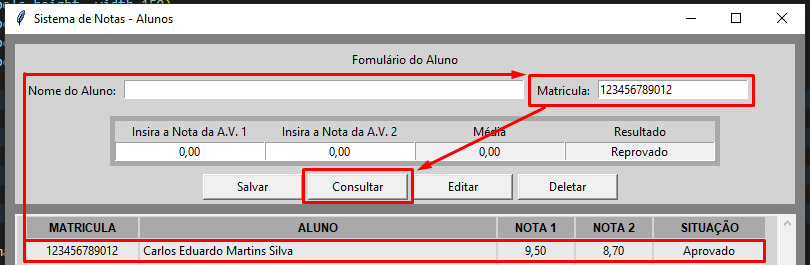 Sistema de Notas - Alunos
Fomulário do Aluno
Nome do Aluno: Matricula: 123456789012
Insira a Nota da A.V. 1 Insira a Nota da A.V. 2 Média Resultado
0,00 0,00 0,00 Reprovado
Salvar Consultar Editar Deletar
MATRICULA ALUNO NOTA 1 NOTA 2 SITUAÇÃO
123456789012 Carlos Eduardo Martins Silva 9,50 8,70 Aprovado